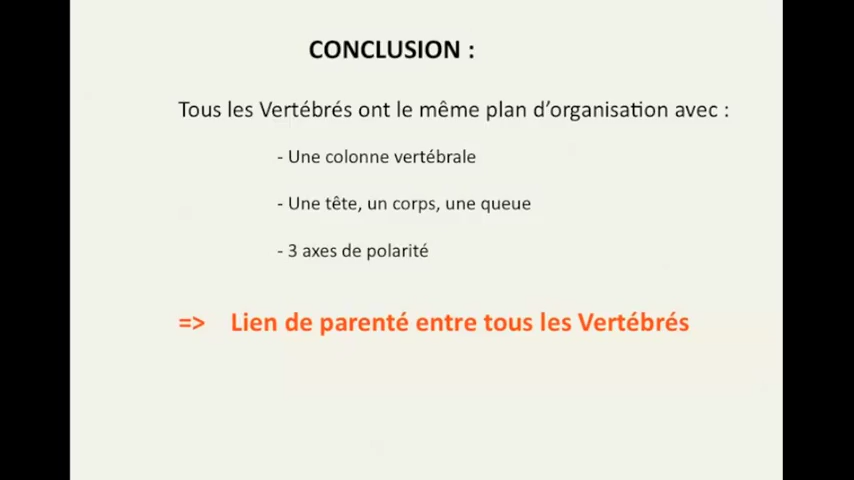 CONCLUSION :
Tous les Vertébrés ont le même plan d’organisation avec :
- Une colonne vertébrale
- Une tête, un corps, une queue
- 3 axes de polarité
=> Lien de parenté entre tous les Vertébrés